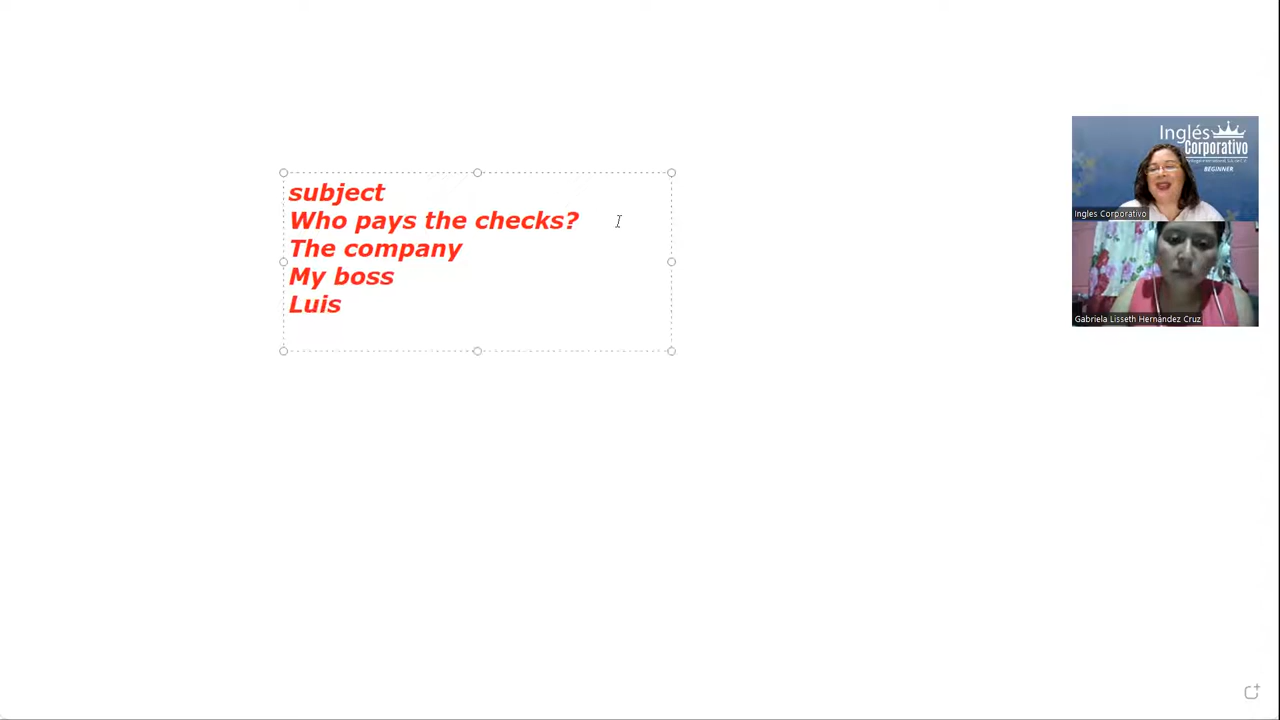 subject
Who pays the checks?
The company
My boss
Luis
Inglés
Corporativo
BEGINNER
Ingles Corporativo
Gabriela Lisseth Hernández Cruz